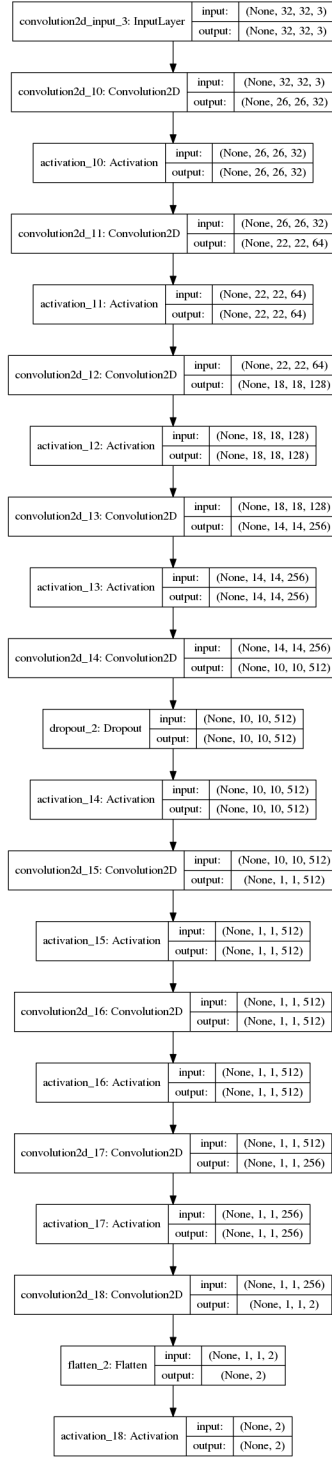 convolution2d_input_3: InputLayer
input: (None, 32, 32, 3)
output: (None, 32, 32, 3)
convolution2d_10: Convolution2D
input: (None, 32, 32, 3)
output: (None, 26, 26, 32)
activation_10: Activation
input: (None, 26, 26, 32)
output: (None, 26, 26, 32)
convolution2d_11: Convolution2D
input: (None, 26, 26, 32)
output: (None, 22, 22, 64)
activation_11: Activation
input: (None, 22, 22, 64)
output: (None, 22, 22, 64)
convolution2d_12: Convolution2D
input: (None, 22, 22, 64)
output: (None, 18, 18, 128)
activation_12: Activation
input: (None, 18, 18, 128)
output: (None, 18, 18, 128)
convolution2d_13: Convolution2D
input: (None, 18, 18, 128)
output: (None, 14, 14, 256)
activation_13: Activation
input: (None, 14, 14, 256)
output: (None, 14, 14, 256)
convolution2d_14: Convolution2D
input: (None, 14, 14, 256)
output: (None, 10, 10, 512)
dropout_2: Dropout
input: (None, 10, 10, 512)
output: (None, 10, 10, 512)
activation_14: Activation
input: (None, 10, 10, 512)
output: (None, 10, 10, 512)
convolution2d_15: Convolution2D
input: (None, 10, 10, 512)
output: (None, 1, 1, 512)
activation_15: Activation
input: (None, 1, 1, 512)
output: (None, 1, 1, 512)
convolution2d_16: Convolution2D
input: (None, 1, 1, 512)
output: (None, 1, 1, 512)
activation_16: Activation
input: (None, 1, 1, 512)
output: (None, 1, 1, 512)
convolution2d_17: Convolution2D
input: (None, 1, 1, 512)
output: (None, 1, 1, 256)
activation_17: Activation
input: (None, 1, 1, 256)
output: (None, 1, 1, 256)
convolution2d_18: Convolution2D
input: (None, 1, 1, 256)
output: (None, 1, 1, 2)
flatten_2: Flatten
input: (None, 1, 1, 2)
output: (None, 2)
activation_18: Activation
input: (None, 2)
output: (None, 2)